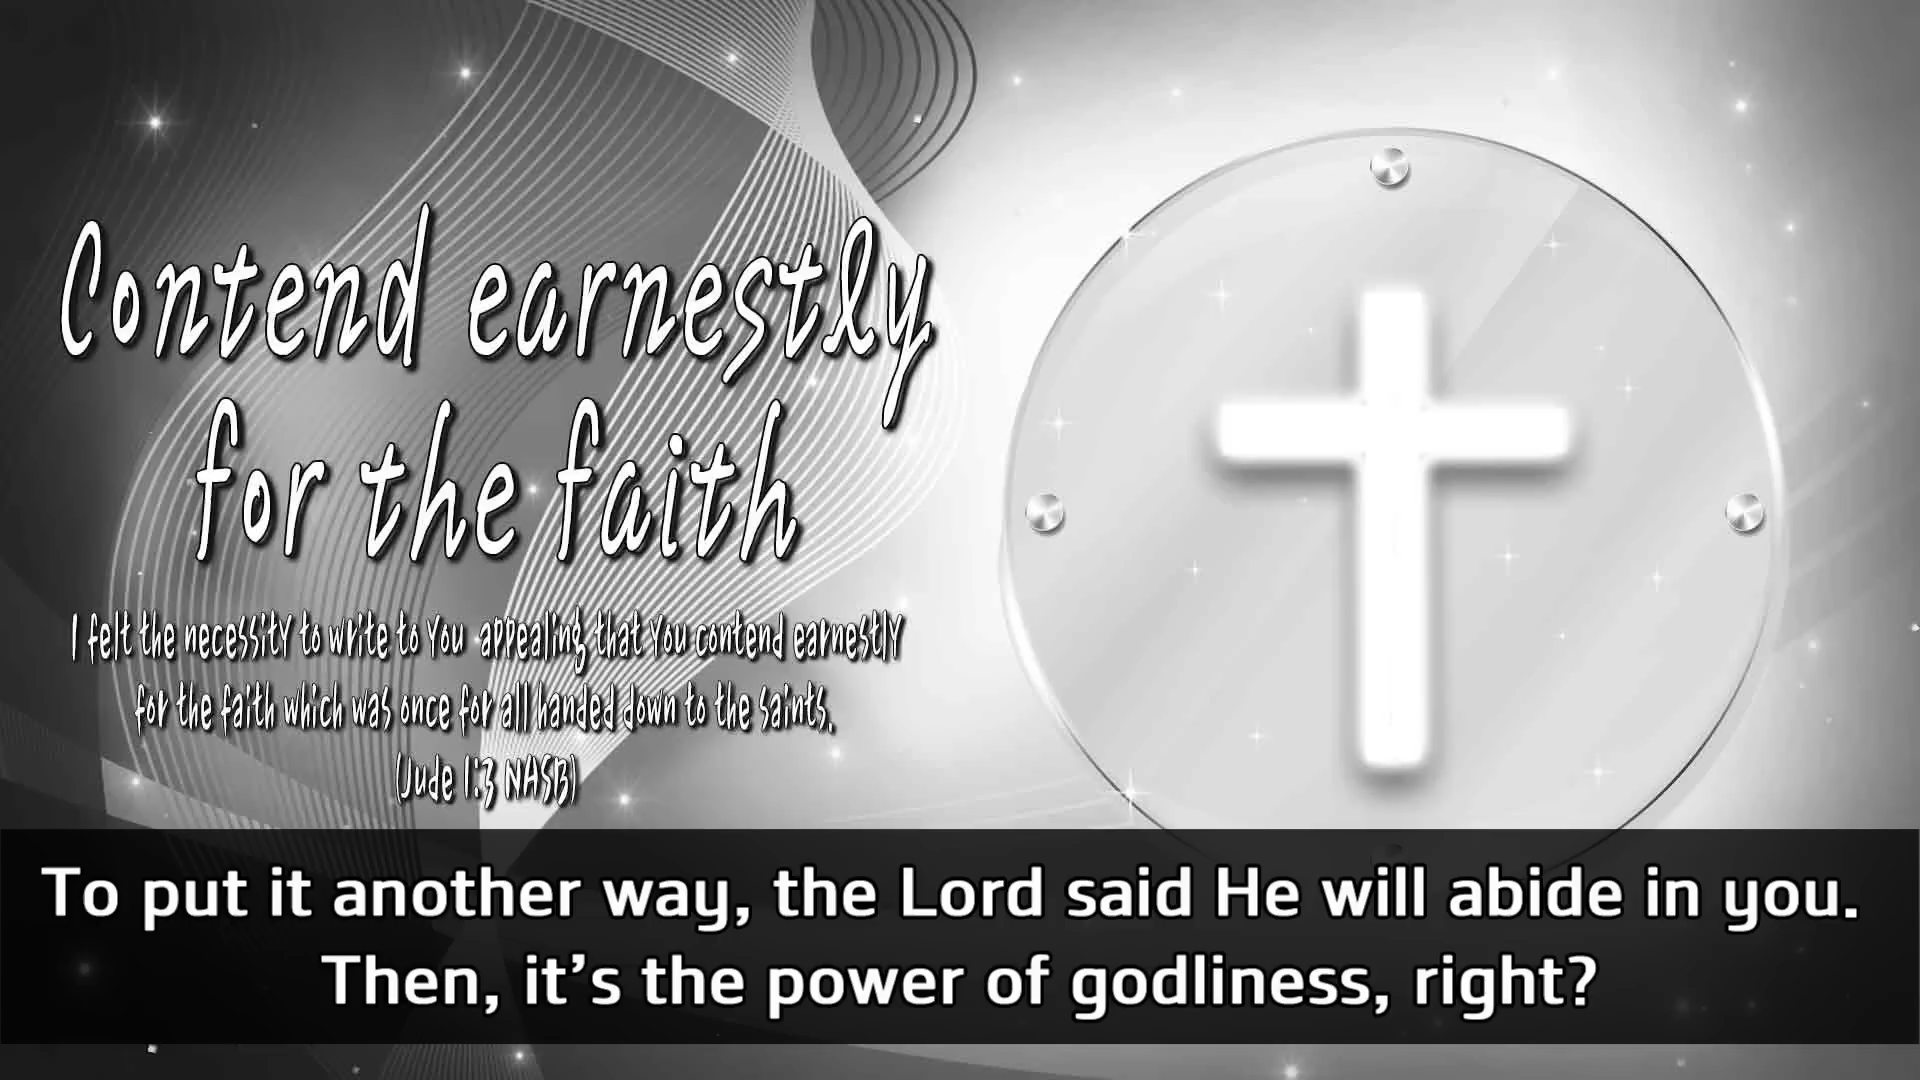 Contend earnestly
for the faith
I felt the necessity to write to you appealing that you contend earnestly
for the faith which was once for all handed down to the saints.
(Jude 1:3 NASB)
To put it another way, the Lord said He will abide in you.
Then, it’s the power of godliness, right?